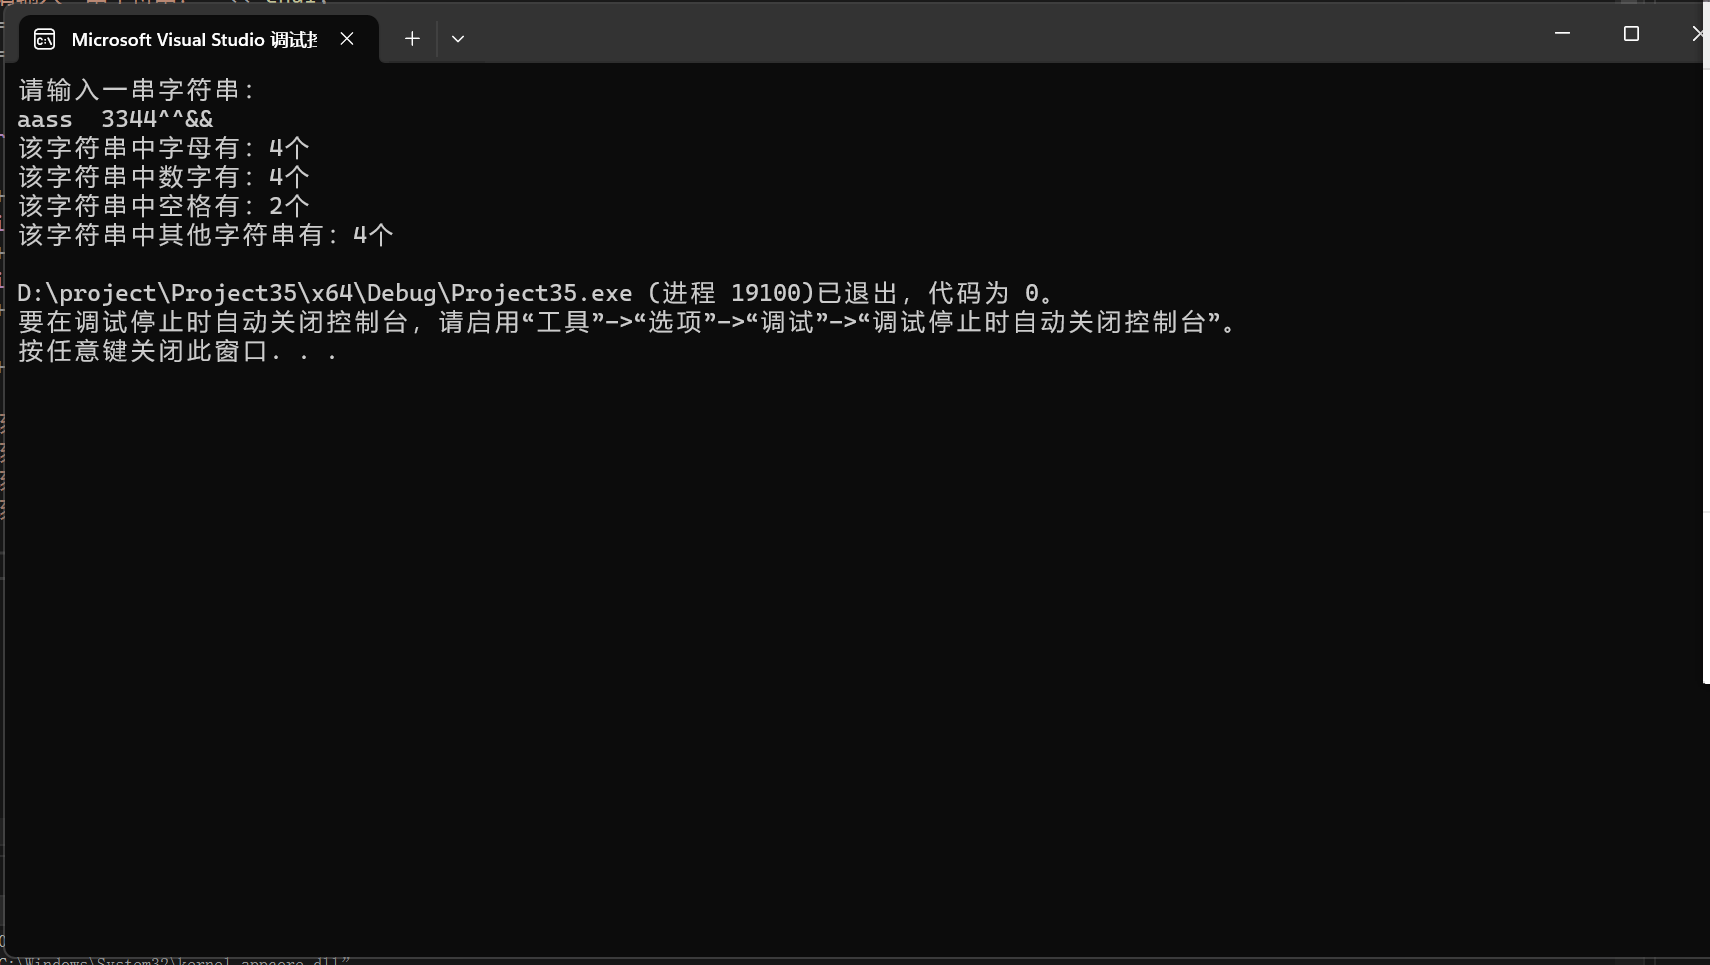 Microsoft Visual Studio 调试
请输入一串字符串：
aass  3344^^&&
该字符串中字母有：4个
该字符串中数字有：4个
该字符串中空格有：2个
该字符串中其他字符串有：4个
D:\project\Project35\x64\Debug\Project35.exe (进程 19100)已退出，代码为 0。
要在调试停止时自动关闭控制台，请启用“工具”->“选项”->“调试”->“调试停止时自动关闭控制台”。
按任意键关闭此窗口. . .
C:\Windows\System32\kernel.appcore.dll”